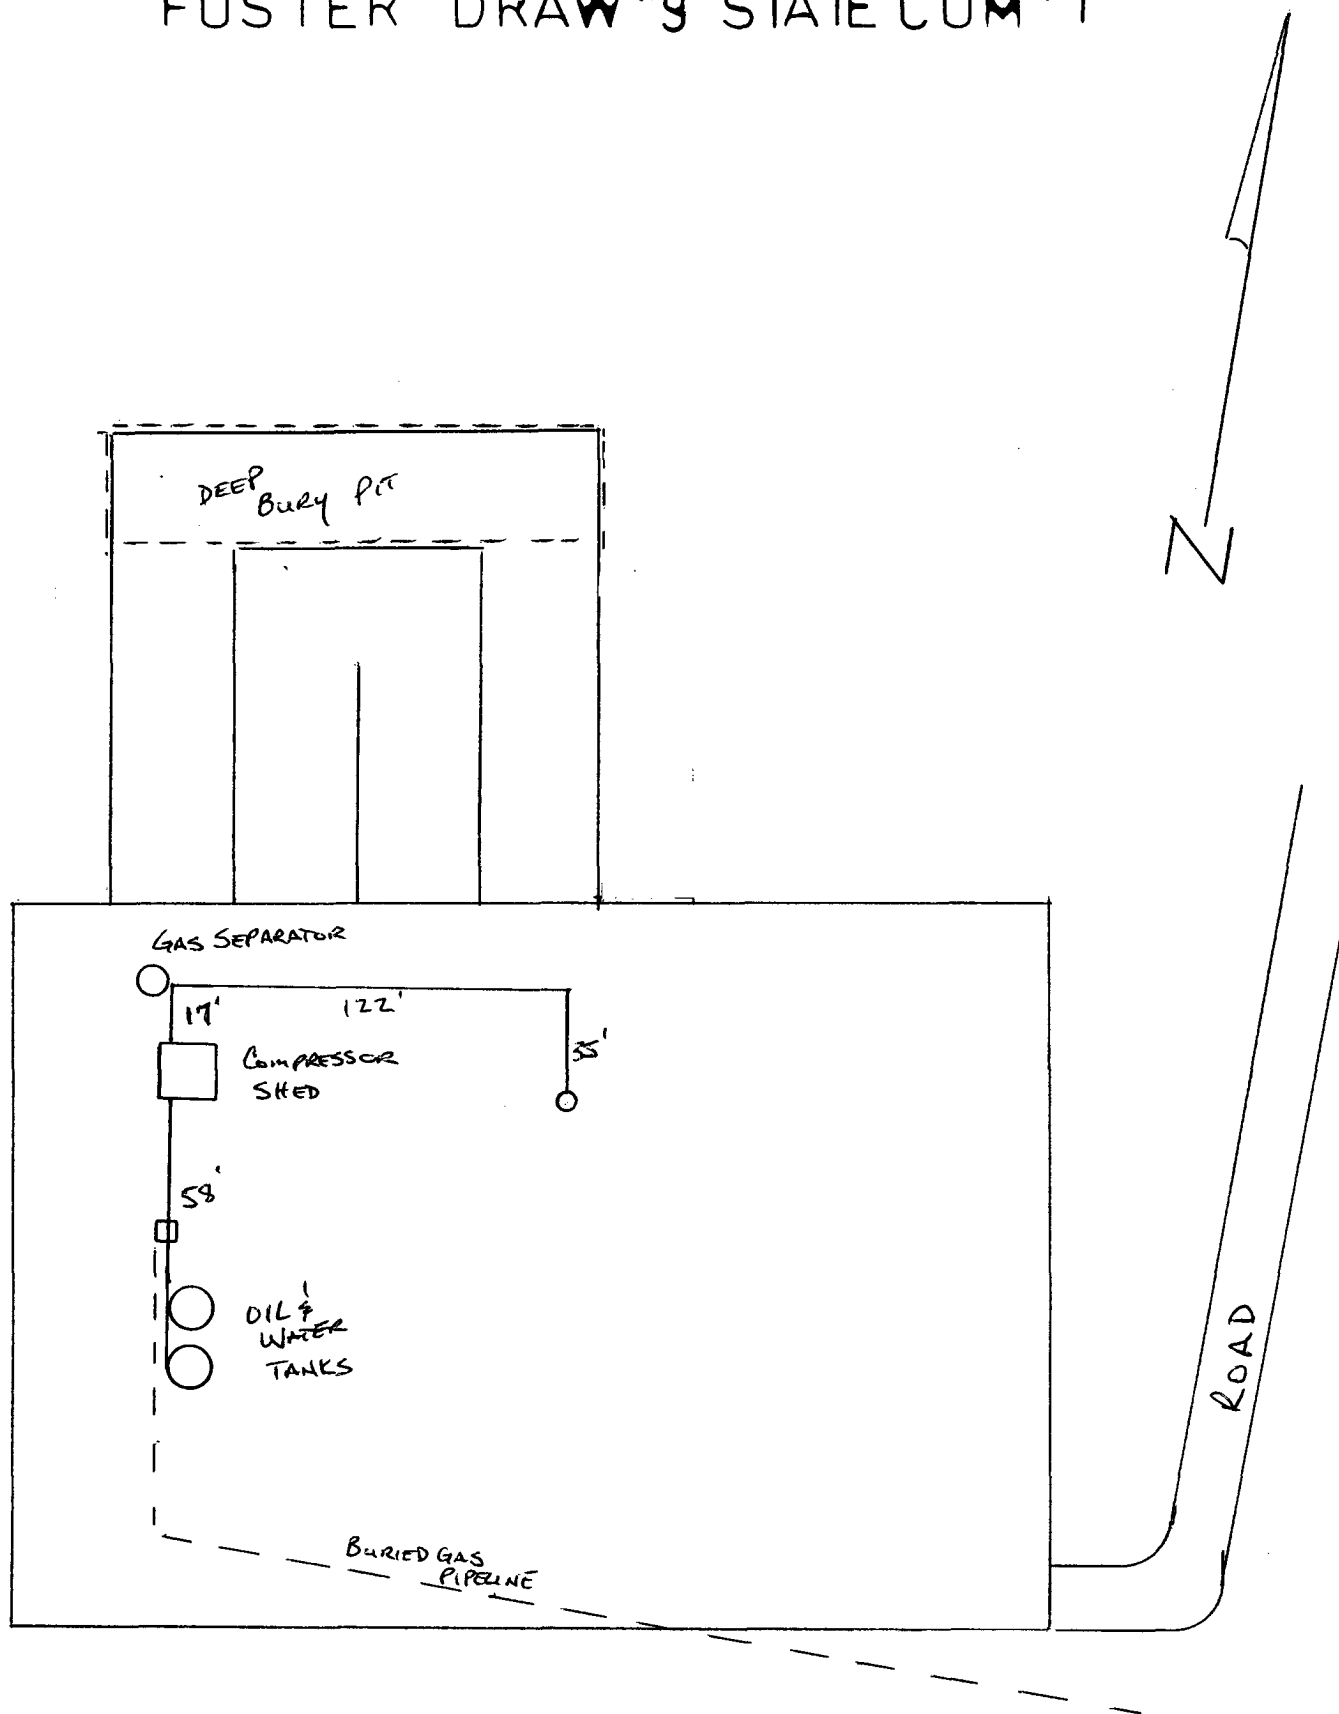 FOSTER DRAW "9" STATE COM #1
DEEP
BURY PIT
N
GAS SEPARATOR
17'
122'
COMPRESSOR
SHED
58'
OIL &
WATER
TANKS
ROAD
BURIED GAS
PIPELINE